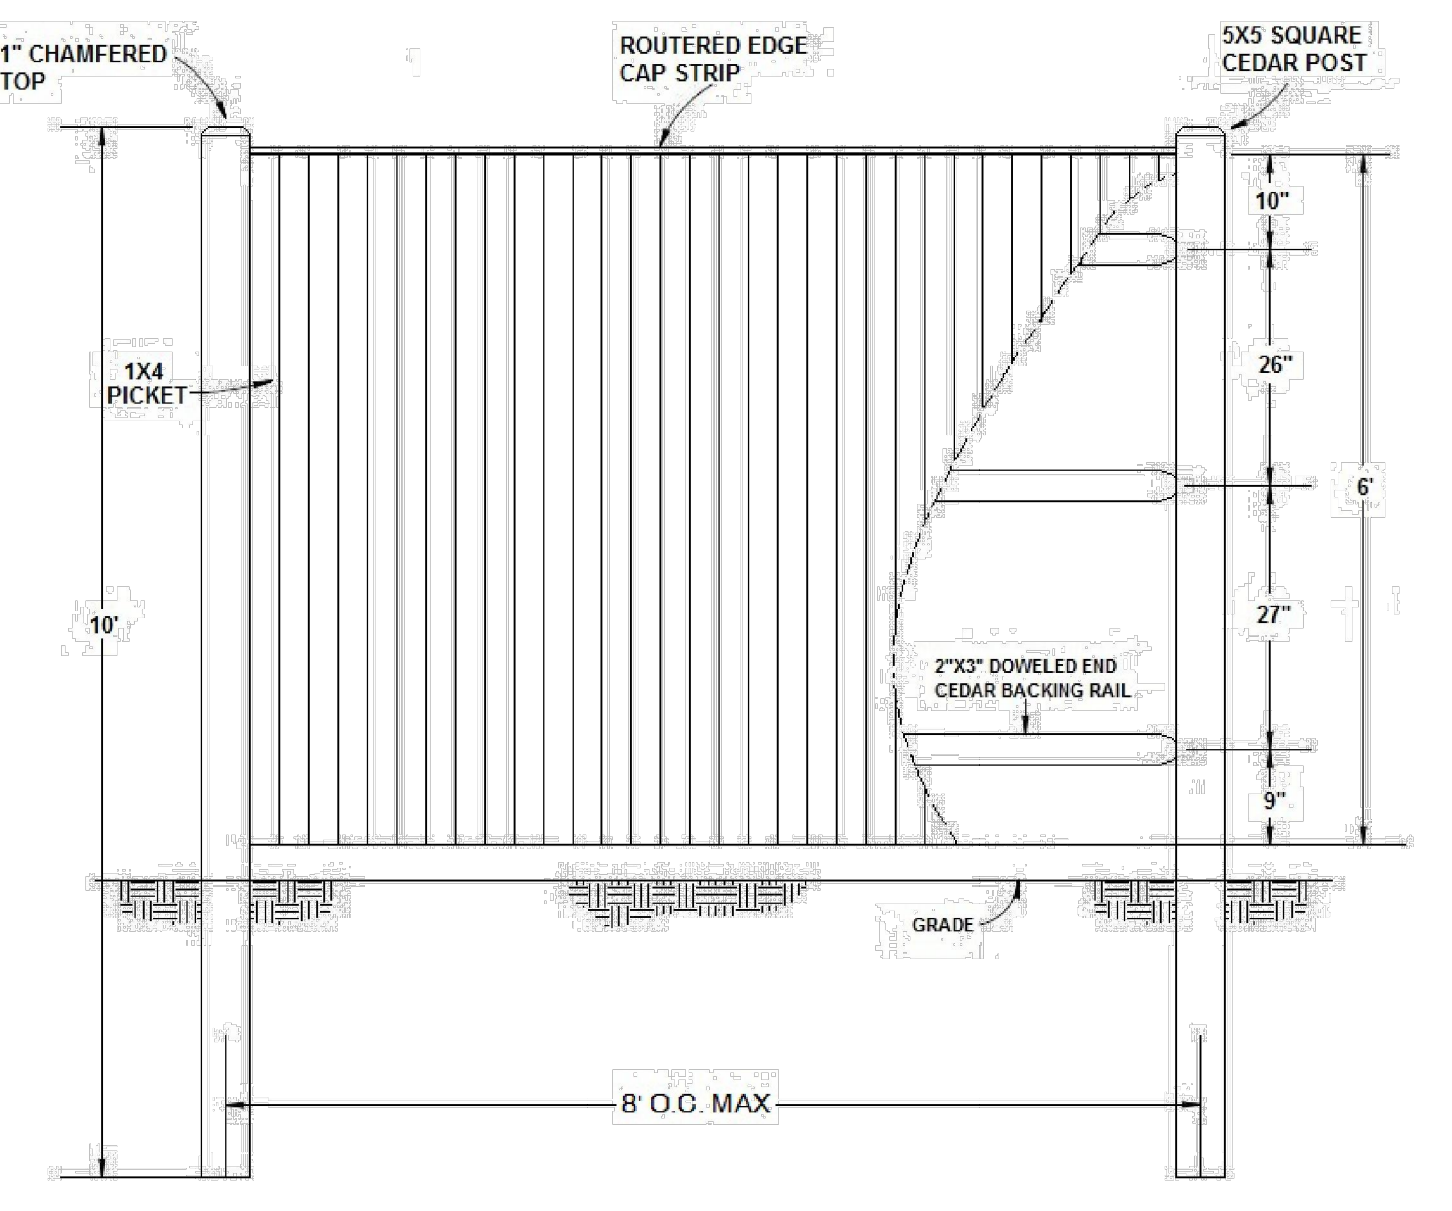 1" CHAMFERED
TOP
ROUTERED EDGE
CAP STRIP
5X5 SQUARE
CEDAR POST
10"
1X4
PICKET
26"
6'
10'
27"
2"X3" DOWELED END
CEDAR BACKING RAIL
9"
GRADE
8' O.C. MAX